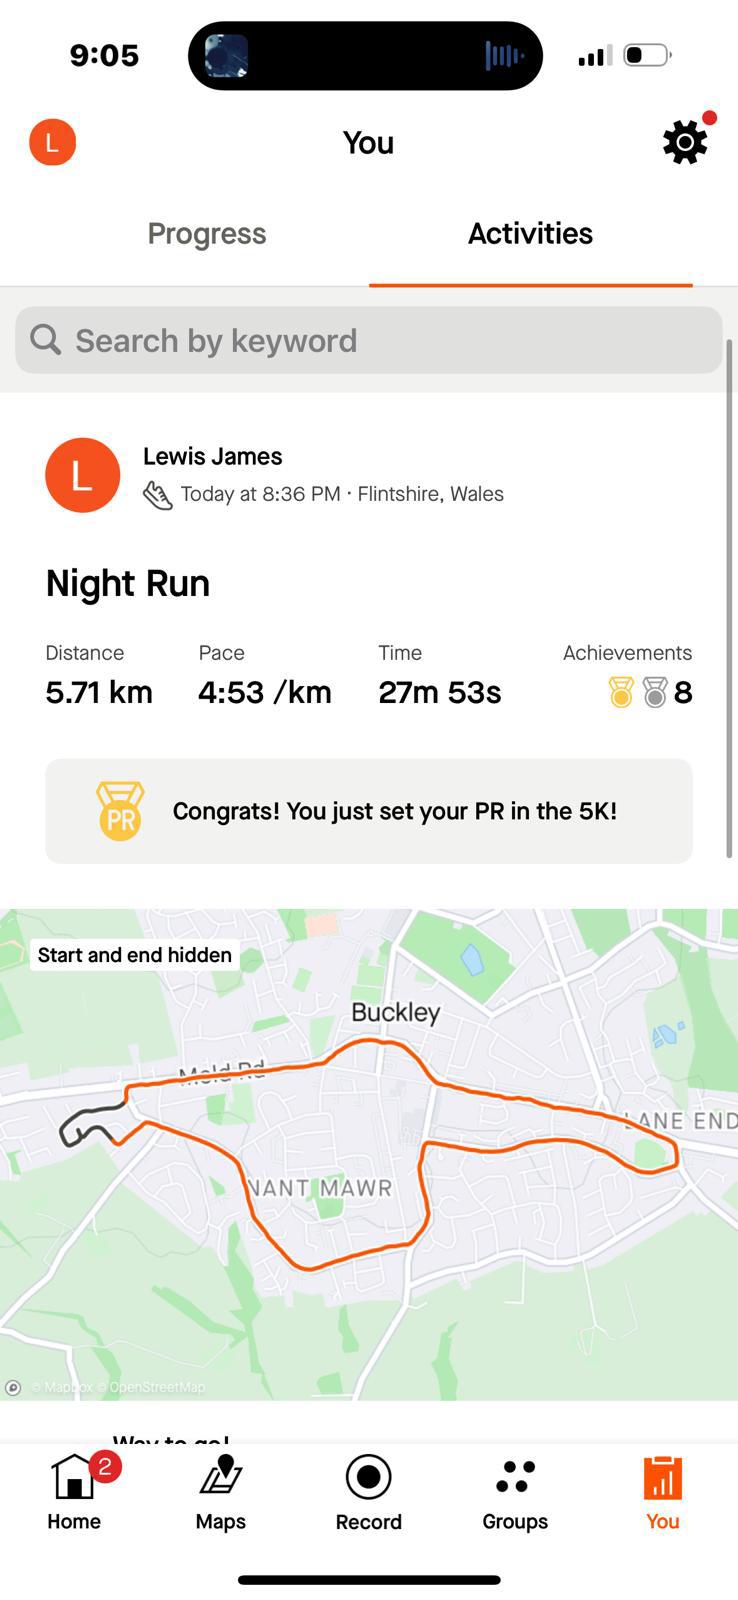 9:05
L
You
Progress
Activities
Search by keyword
L
Lewis James
Today at 8:36 PM · Flintshire, Wales
Night Run
Distance
Pace
Time
Achievements
5.71 km
4:53 /km
27m 53s
8
PR
Congrats! You just set your PR in the 5K!
Start and end hidden
Buckley
Mold Rd
LANE END
NANT MAWR
© Mapbox © OpenStreetMap
Way to go!
2
Home
Maps
Record
Groups
You